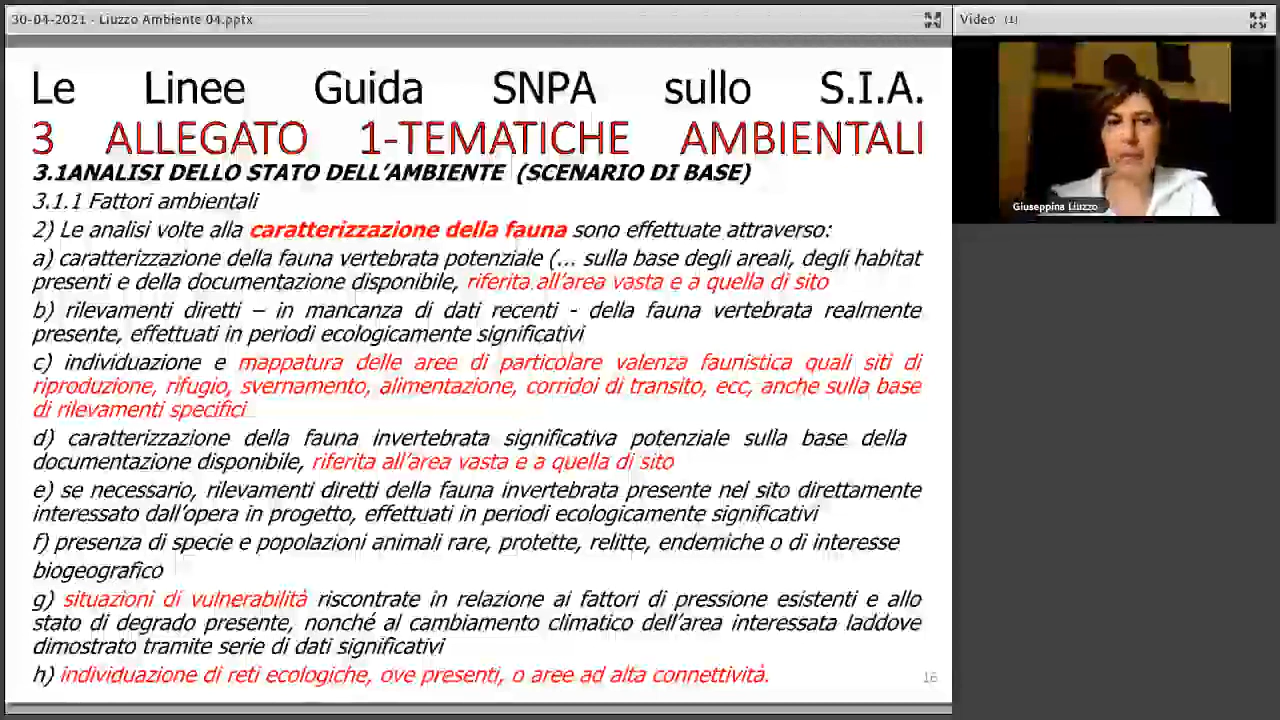 30-04-2021 - Liuzzo Ambiente 04.pptx
Video (1)
Le Linee Guida SNPA sullo S.I.A.
3 ALLEGATO 1-TEMATICHE AMBIENTALI
3.1ANALISI DELLO STATO DELL'AMBIENTE (SCENARIO DI BASE)
3.1.1 Fattori ambientali
2) Le analisi volte alla caratterizzazione della fauna sono effettuate attraverso:
a) caratterizzazione della fauna vertebrata potenziale (... sulla base degli areali, degli habitat
presenti e della documentazione disponibile, riferita all'area vasta e a quella di sito
b) rilevamenti diretti – in mancanza di dati recenti - della fauna vertebrata realmente
presente, effettuati in periodi ecologicamente significativi
c) individuazione e mappatura delle aree di particolare valenza faunistica quali siti di
riproduzione, rifugio, svernamento, alimentazione, corridoi di transito, ecc, anche sulla base
di rilevamenti specifici
d) caratterizzazione della fauna invertebrata significativa potenziale sulla base della
documentazione disponibile, riferita all'area vasta e a quella di sito
e) se necessario, rilevamenti diretti della fauna invertebrata presente nel sito direttamente
interessato dall'opera in progetto, effettuati in periodi ecologicamente significativi
f) presenza di specie e popolazioni animali rare, protette, relitte, endemiche o di interesse
biogeografico
g) situazioni di vulnerabilità riscontrate in relazione ai fattori di pressione esistenti e allo
stato di degrado presente, nonché al cambiamento climatico dell'area interessata laddove
dimostrato tramite serie di dati significativi
h) individuazione di reti ecologiche, ove presenti, o aree ad alta connettività.
16
Giuseppina Liuzzo